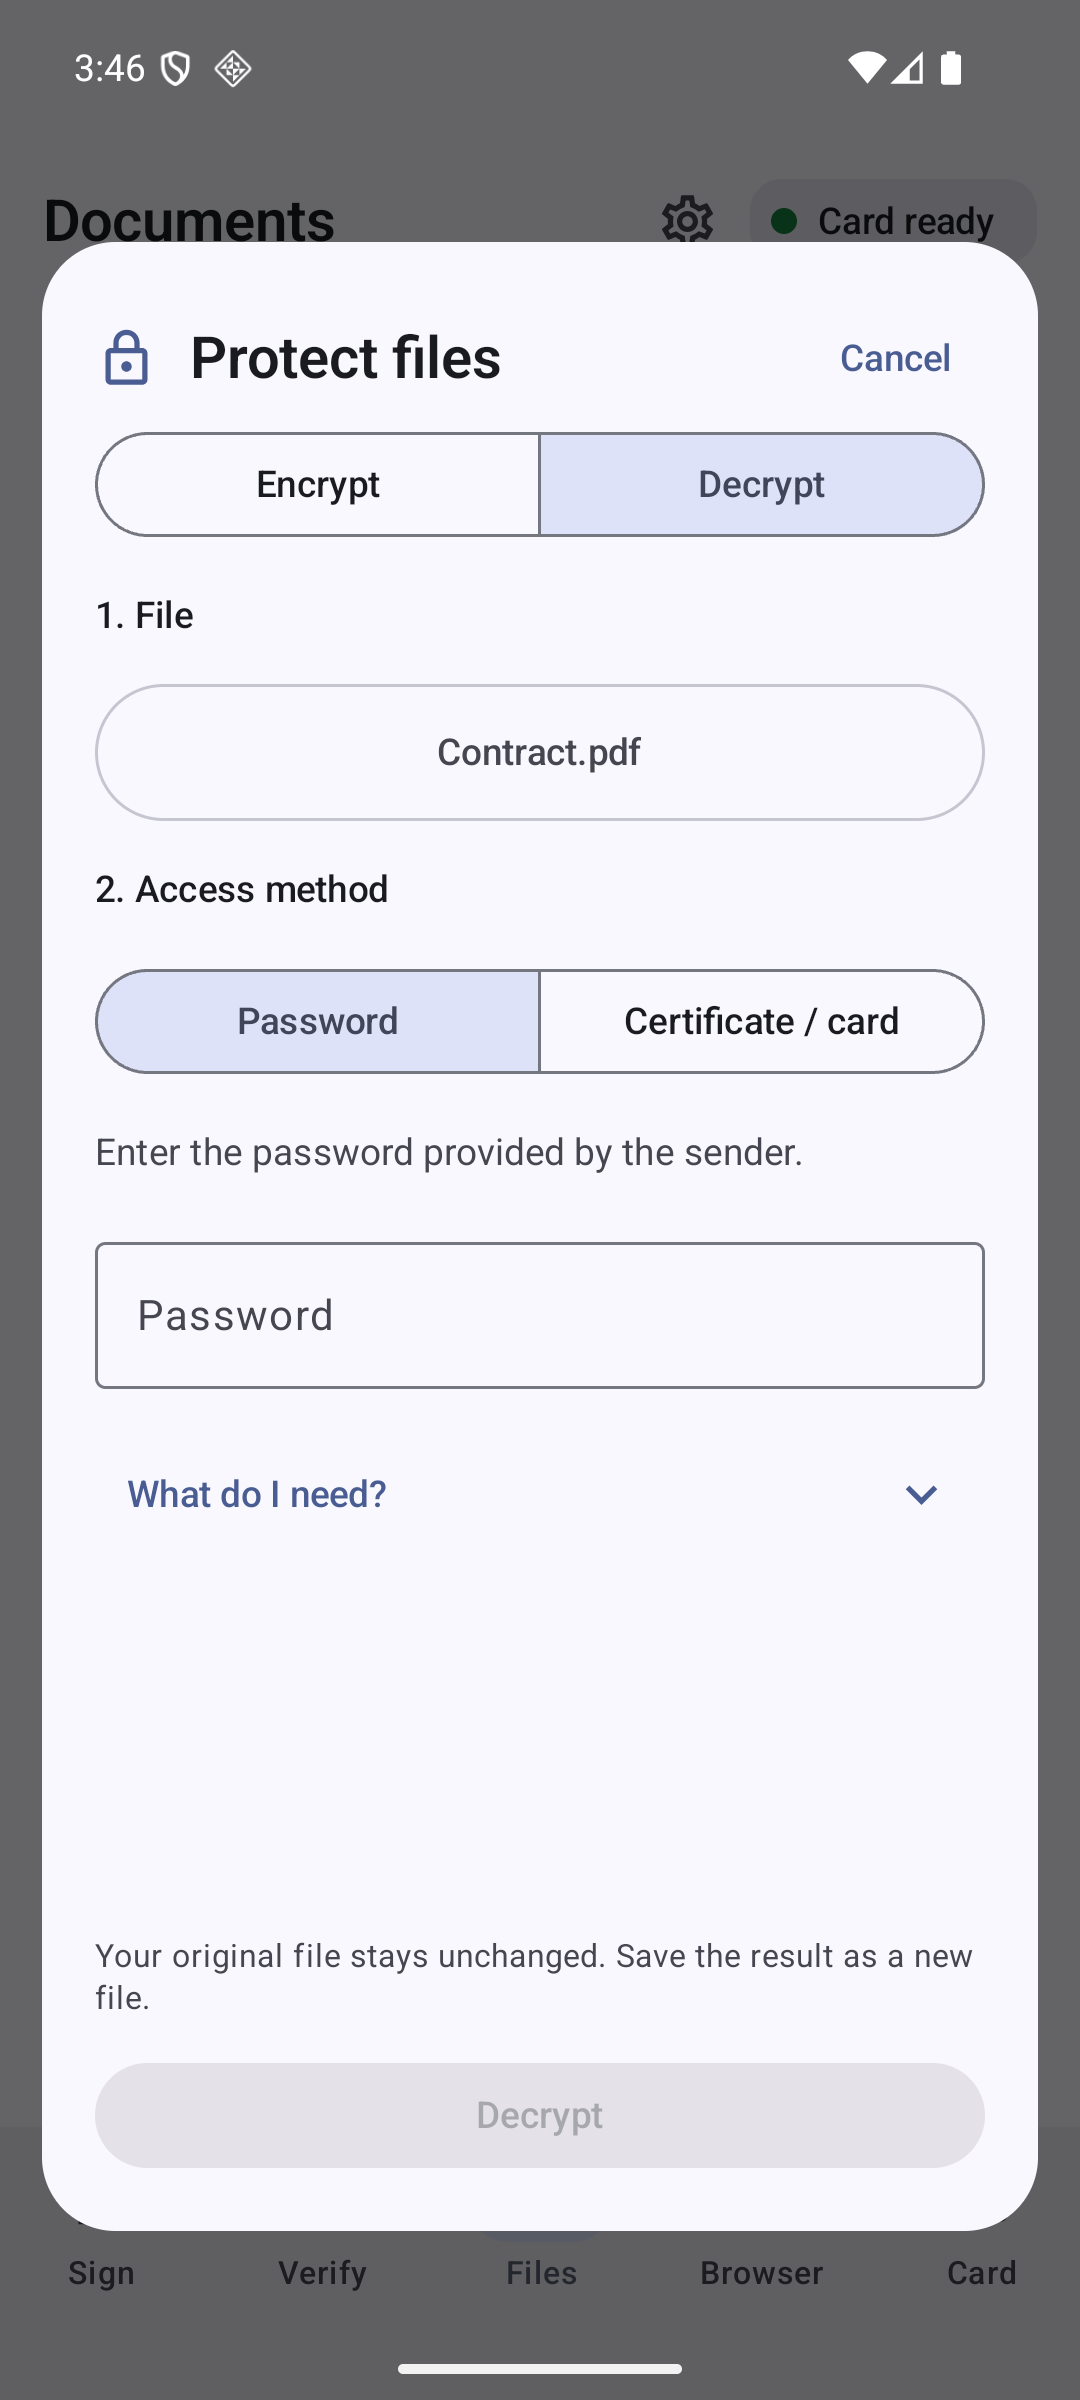 3:46
Documents
Card ready
Protect files
Cancel
Encrypt
Decrypt
1. File
Contract.pdf
2. Access method
Password
Certificate / card
Enter the password provided by the sender.
Password
What do I need?
Your original file stays unchanged. Save the result as a new
file.
Decrypt
Sign
Verify
Files
Browser
Card